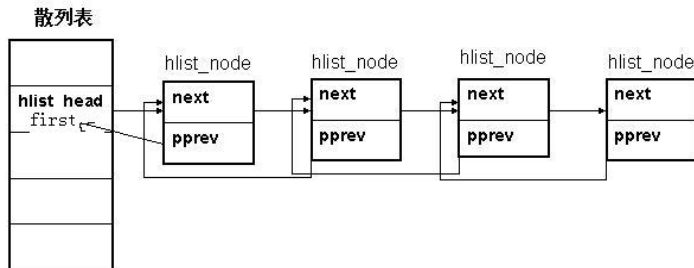 散列表
hlist_node
hlist_node
hlist_node
hlist_node
hlist head
first
next
pprev
next
pprev
next
pprev
next
pprev